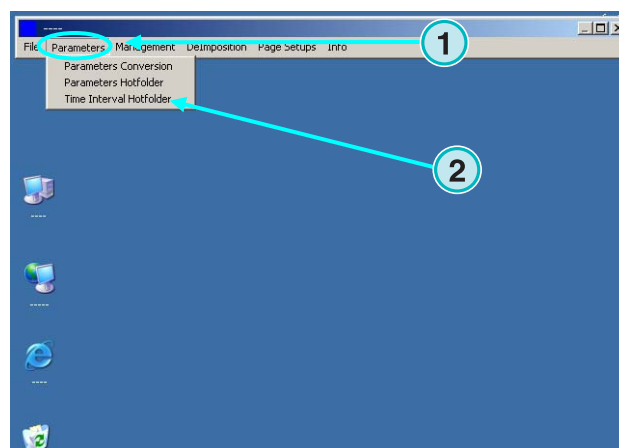 ----
File Parameters Management DeImposition Page Setups Info
1
Parameters Conversion
Parameters Hotfolder
Time Interval Hotfolder
2
----
-----
----